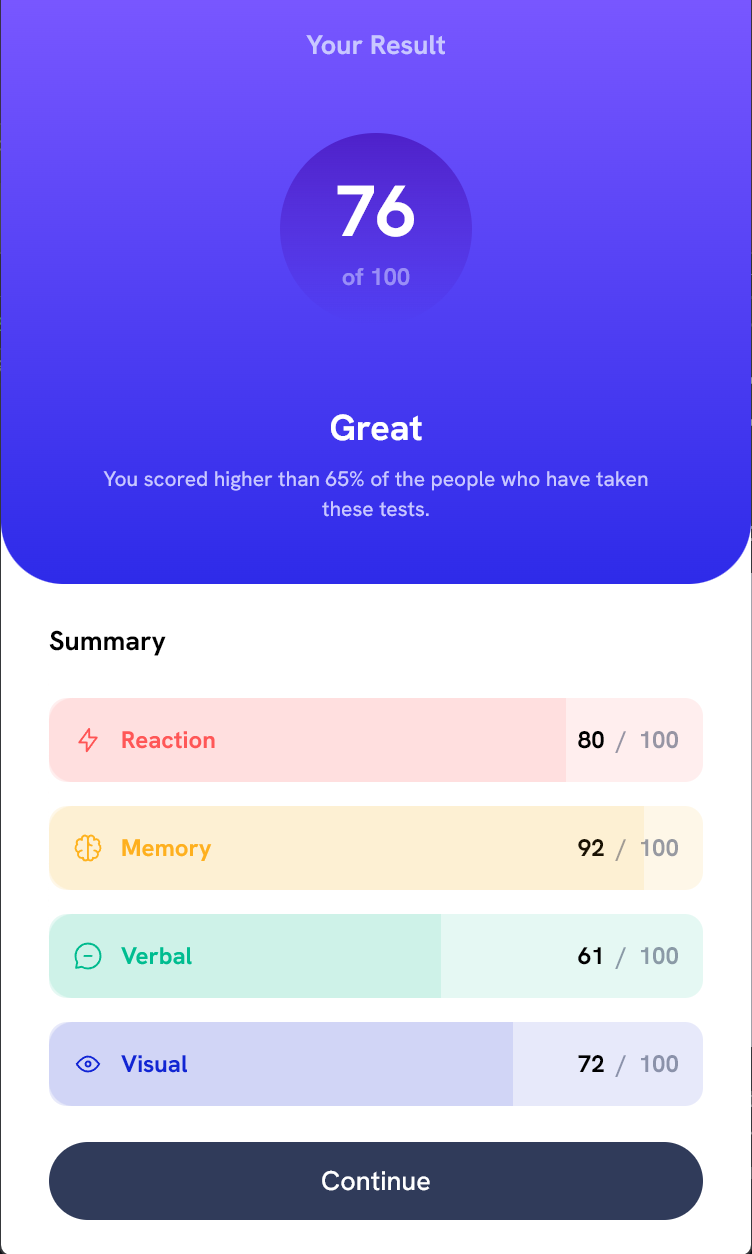 Your Result
76
of 100
Great
You scored higher than 65% of the people who have taken
these tests.
Summary
Reaction 80 / 100
Memory 92 / 100
Verbal 61 / 100
Visual 72 / 100
Continue